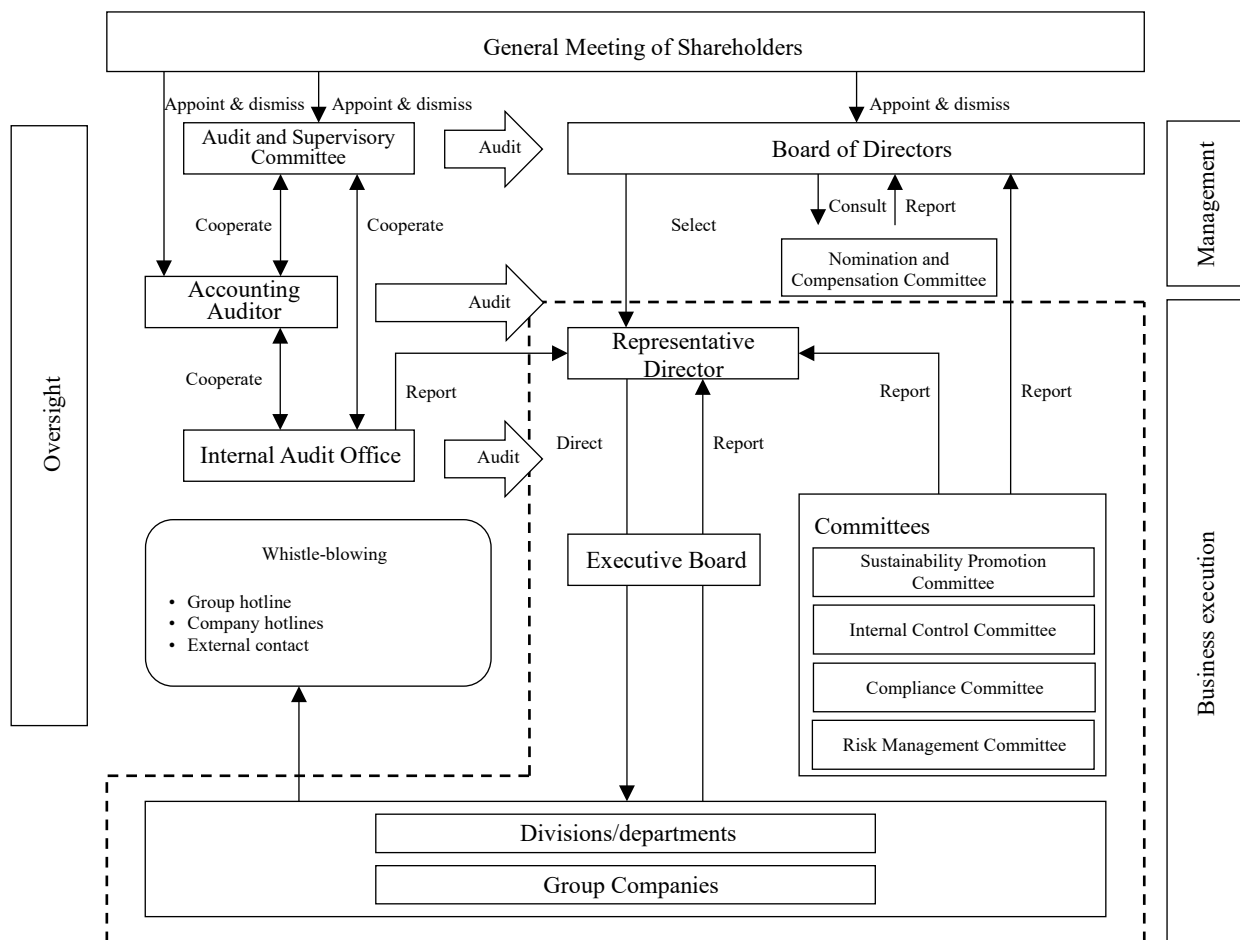 General Meeting of Shareholders
Appoint & dismiss
Appoint & dismiss
Appoint & dismiss
Oversight
Management
Business execution
Audit and Supervisory
Committee
Audit
Board of Directors
Cooperate
Cooperate
Select
Consult
Report
Nomination and
Compensation Committee
Accounting
Auditor
Audit
Representative
Director
Cooperate
Report
Report
Report
Internal Audit Office
Audit
Direct
Report
Whistle-blowing
• Group hotline
• Company hotlines
• External contact
Executive Board
Committees
Sustainability Promotion
Committee
Internal Control Committee
Compliance Committee
Risk Management Committee
Divisions/departments
Group Companies